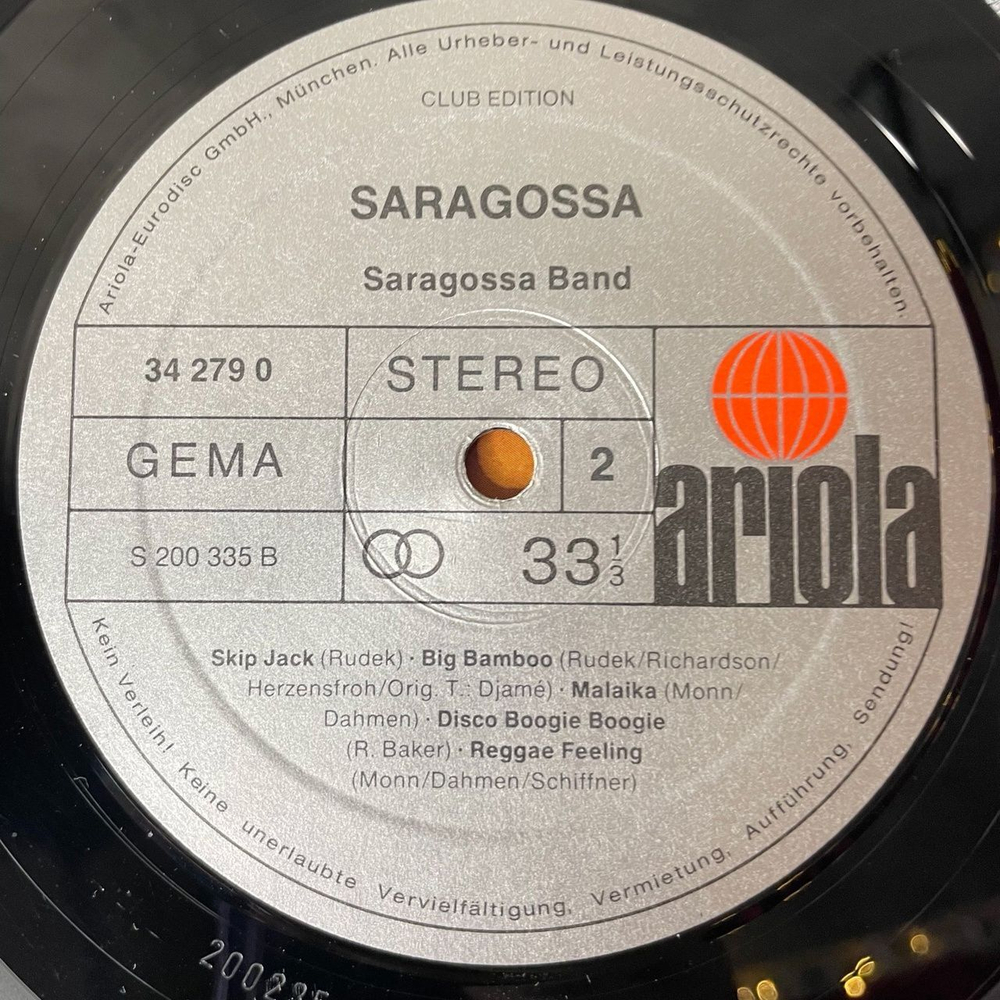 Ariola-Eurodisc GmbH., München. Alle Urheber- und Leistungsschutzrechte vorbehalten.
CLUB EDITION
SARAGOSSA
Saragossa Band
34 279 0
STEREO
GEMA
2
S 200 335 B
33 1/3
ariola
Skip Jack (Rudek) · Big Bamboo (Rudek/Richardson/
Herzensfroh/Orig. T.: Djamé) · Malaika (Monn/
Dahmen) · Disco Boogie Boogie
(R. Baker) · Reggae Feeling
(Monn/Dahmen/Schiffner)
Kein Verleih! Keine unerlaubte Vervielfältigung, Vermietung, Aufführung, Sendung!